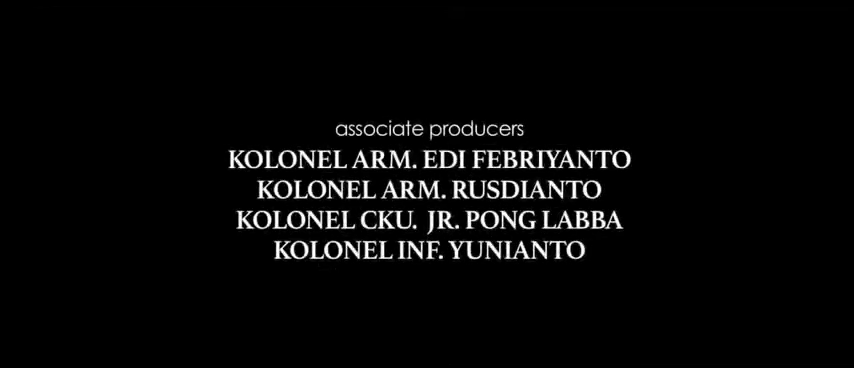 associate producers
KOLONEL ARM. EDI FEBRIYANTO
KOLONEL ARM. RUSDIANTO
KOLONEL CKU. JR. PONG LABBA
KOLONEL INF. YUNIANTO